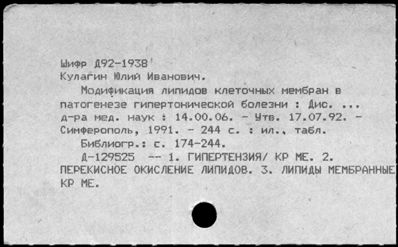 Шифр Д92-1938
Кулагин Юлий Иванович.
Модификация липидов клеточных мембран в
патогенезе гипертонической болезни : Дис. ...
д-ра мед. наук : 14.00.06. - Утв. 17.07.92. -
Симферополь, 1991. - 244 с. : ил., табл.
Библиогр.: с. 174-244.
Д-129525 -- 1. ГИПЕРТЕНЗИЯ/ КР МЕ. 2.
ПЕРЕКИСНОЕ ОКИСЛЕНИЕ ЛИПИДОВ. 3. ЛИПИДЫ МЕМБРАННЫЕ/
КР МЕ.